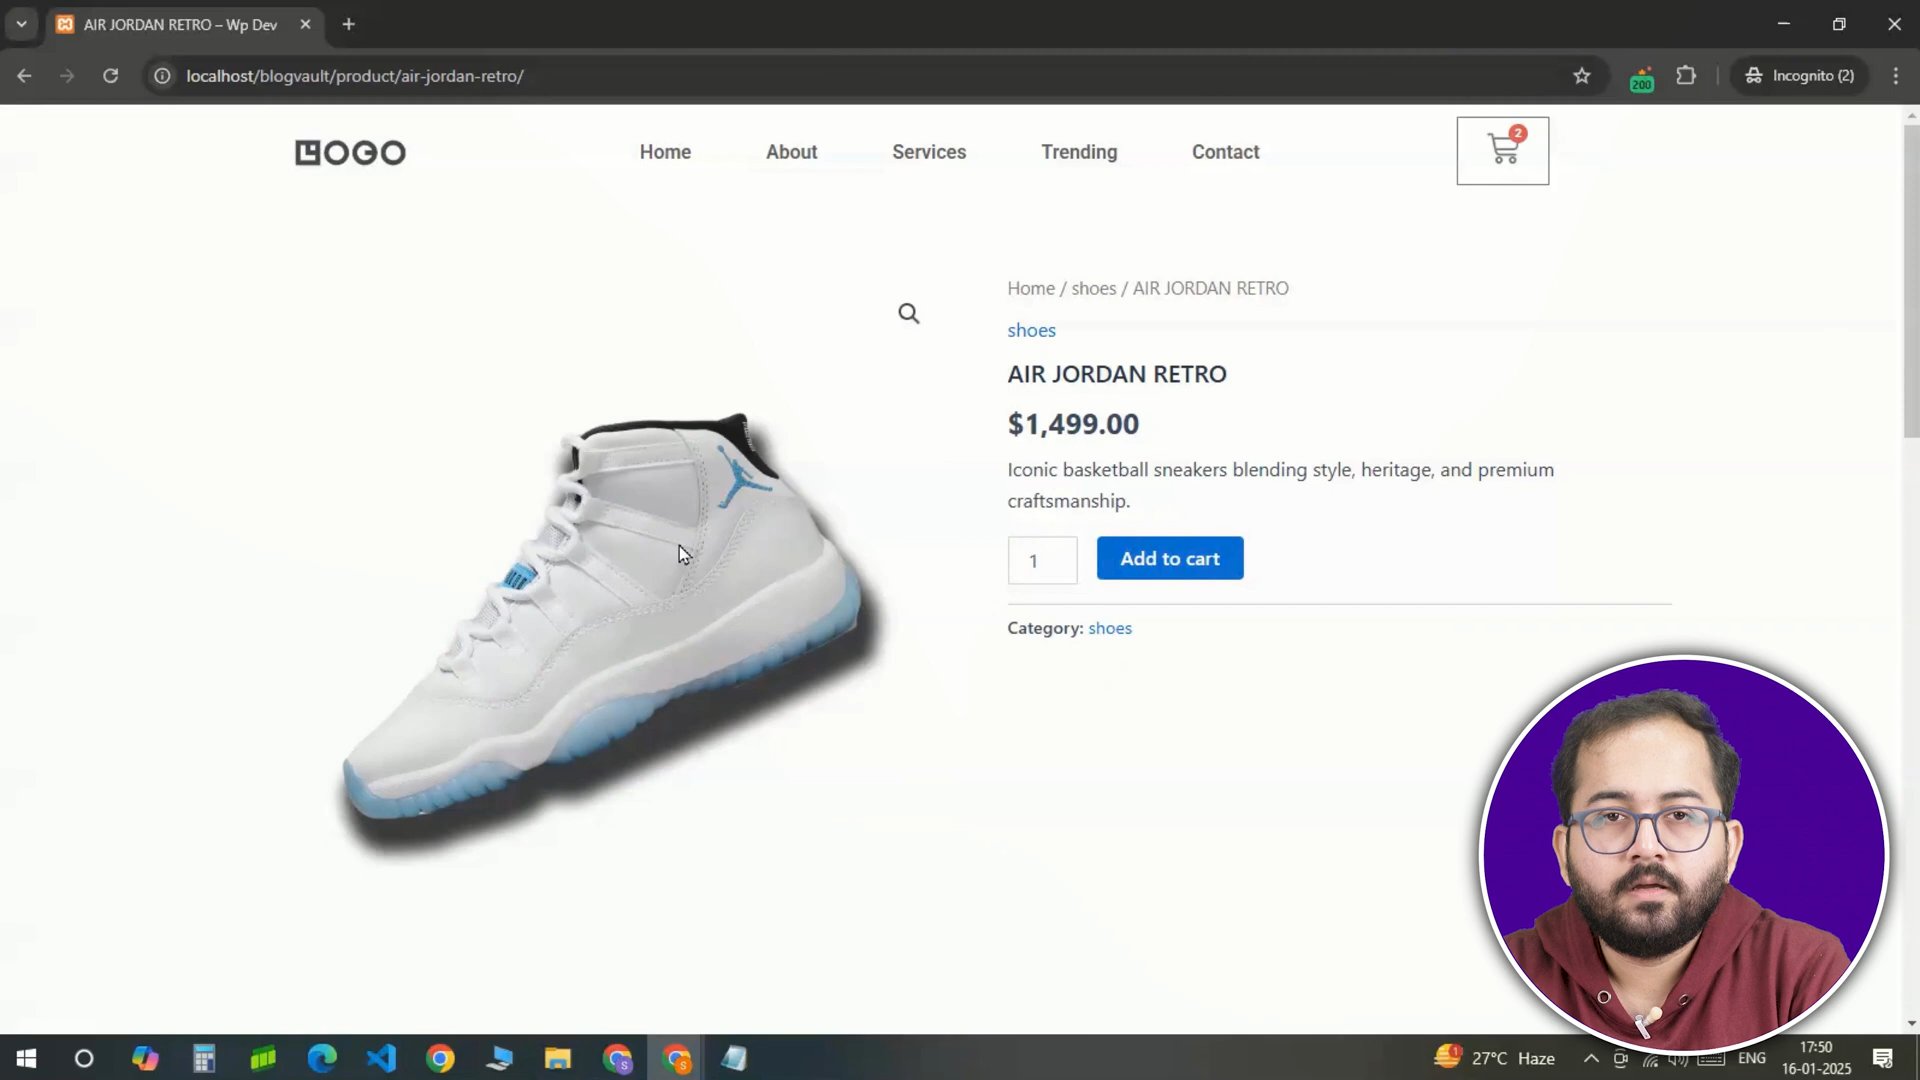 AIR JORDAN RETRO – Wp Dev
localhost/blogvault/product/air-jordan-retro/
200
Incognito (2)
LOGO
Home
About
Services
Trending
Contact
2
Home / shoes / AIR JORDAN RETRO
shoes
AIR JORDAN RETRO
$1,499.00
Iconic basketball sneakers blending style, heritage, and premium
craftsmanship.
1
Add to cart
Category: shoes
27°C Haze
ENG
17:50
16-01-2025